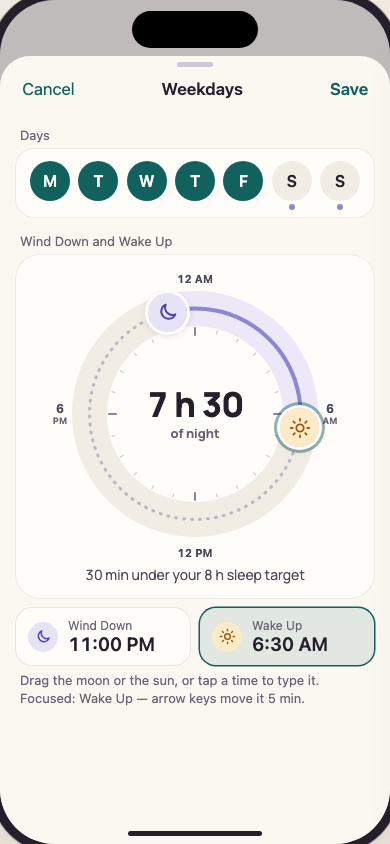 Cancel
Weekdays
Save
Days
M T W T F S S
Wind Down and Wake Up
12 AM
6
PM
7 h 30
of night
6
AM
12 PM
30 min under your 8 h sleep target
Wind Down
11:00 PM
Wake Up
6:30 AM
Drag the moon or the sun, or tap a time to type it.
Focused: Wake Up — arrow keys move it 5 min.